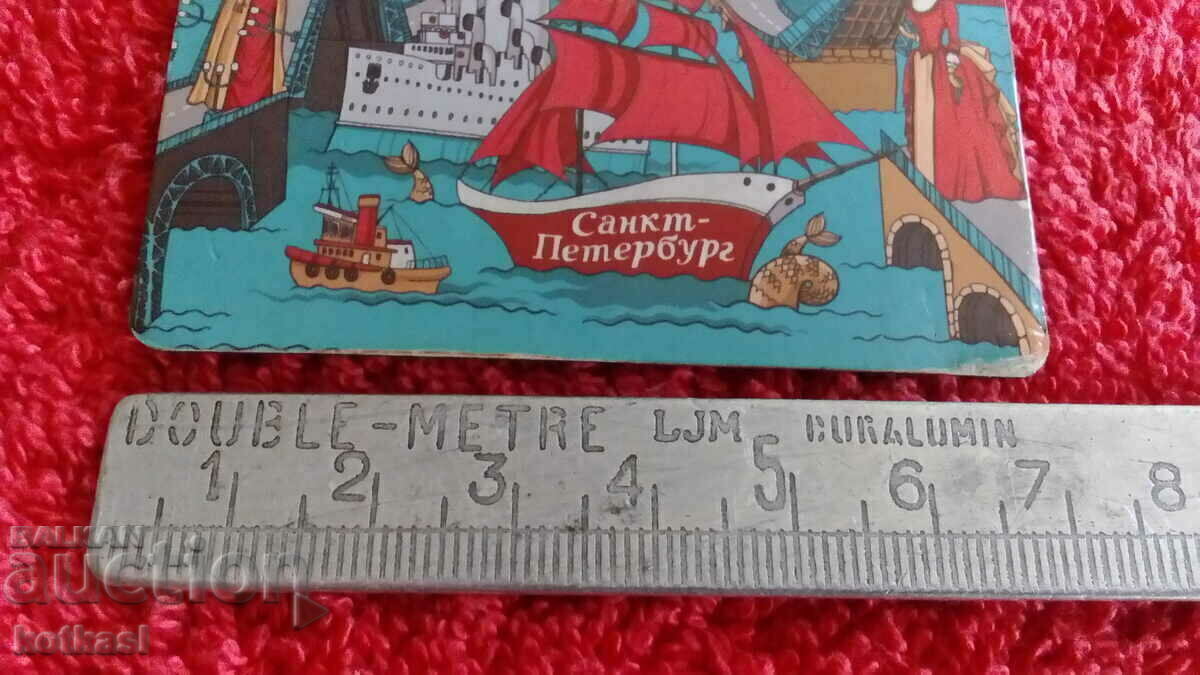 Санкт-
Петербург
DOUBLE-METRE LJM DURALUMIN
1 2 3 4 5 6 7 8
BALKAN
auction
kotkasl